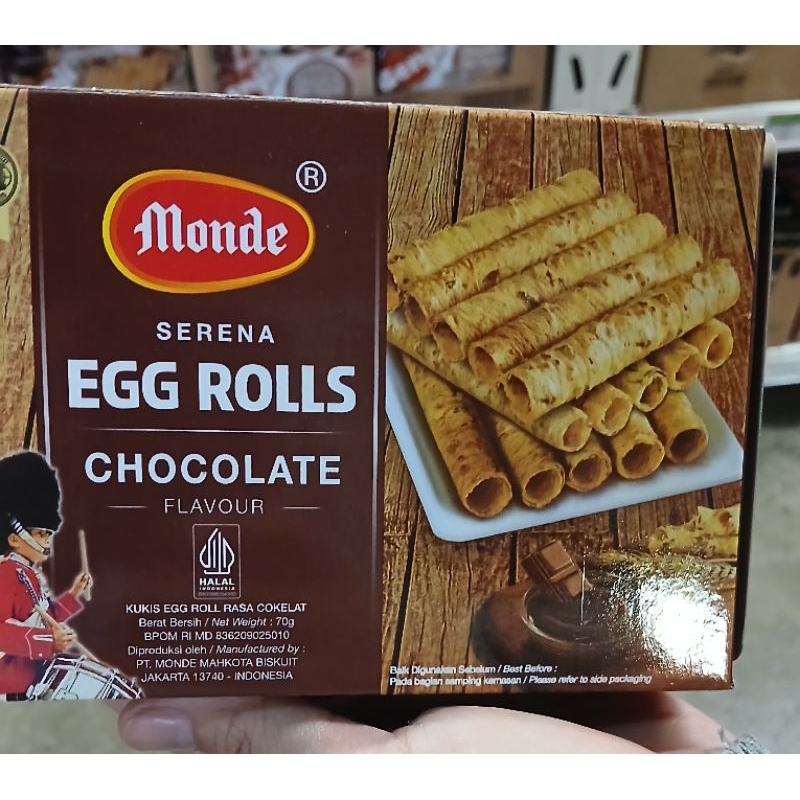 Monde
®
SERENA
EGG ROLLS
CHOCOLATE
FLAVOUR
HALAL
INDONESIA
KUKIS EGG ROLL RASA COKELAT
Berat Bersih / Net Weight : 70g
BPOM RI MD 836209025010
Diproduksi oleh / Manufactured by :
PT. MONDE MAHKOTA BISKUIT
JAKARTA 13740 - INDONESIA
Baik Digunakan Sebelum / Best Before :
Pada bagian samping kemasan / Please refer to side packaging